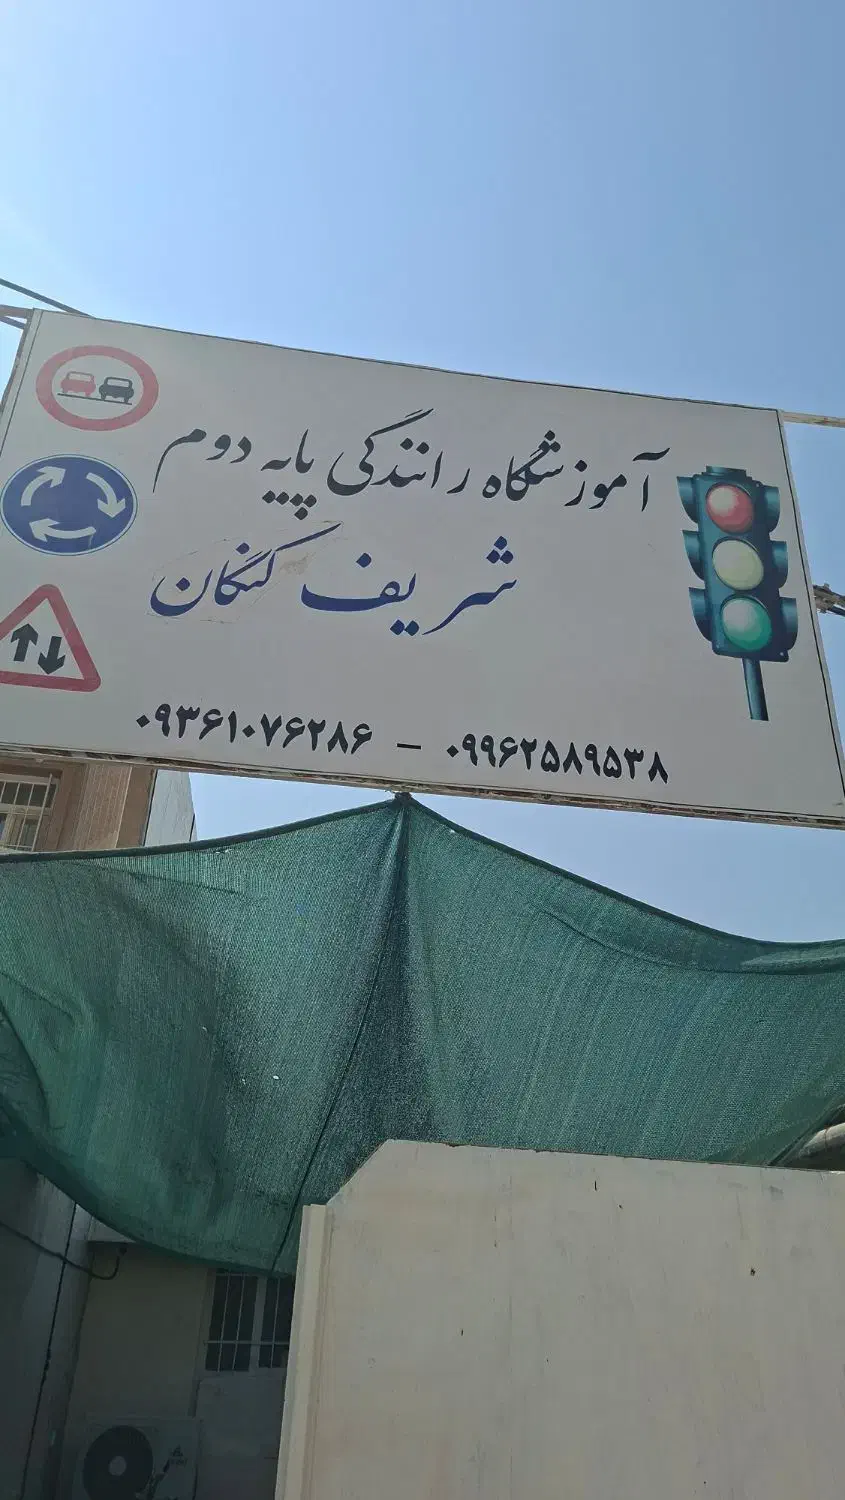 آموزشگاه رانندگی پایه دوم
شریف کنگان
۰۹۳۶۱۰۷۶۲۸۶ – ۰۹۹۶۲۵۸۹۵۳۸